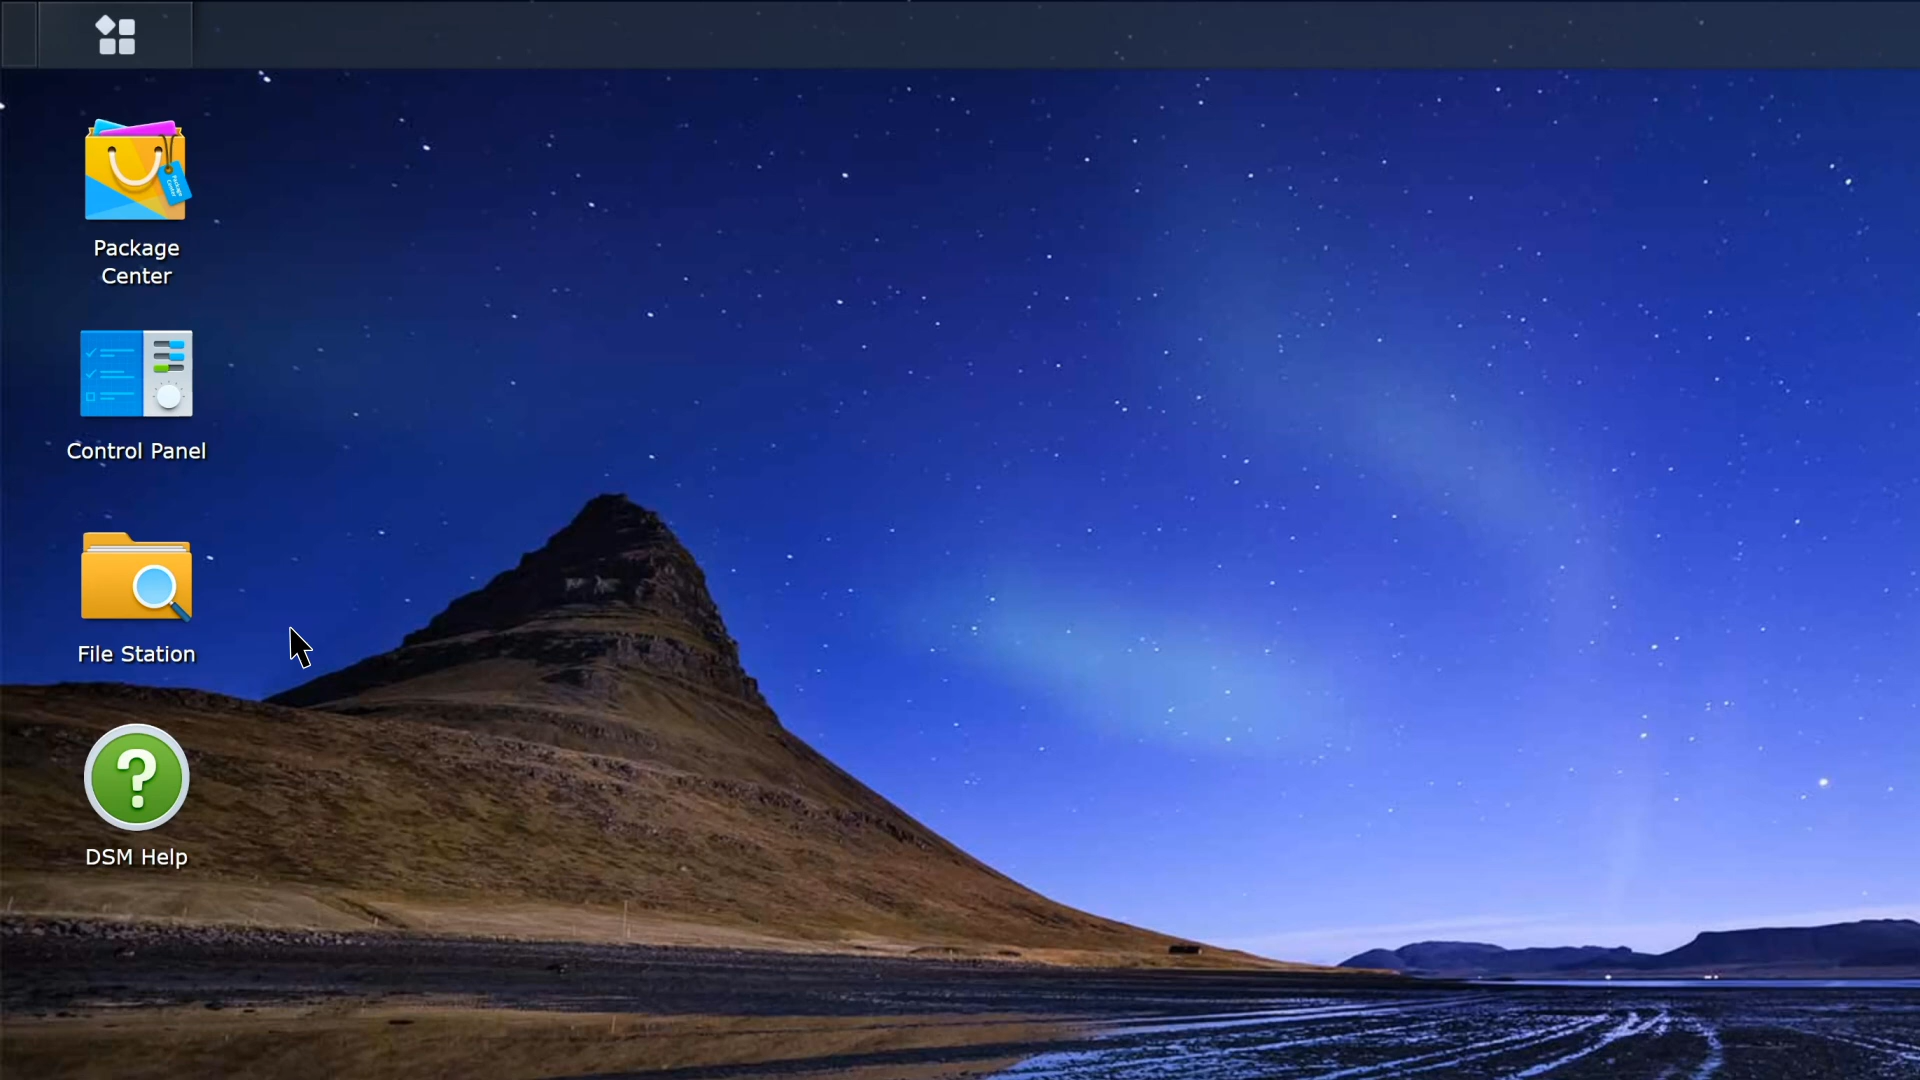 Package
Center
Control Panel
File Station
DSM Help